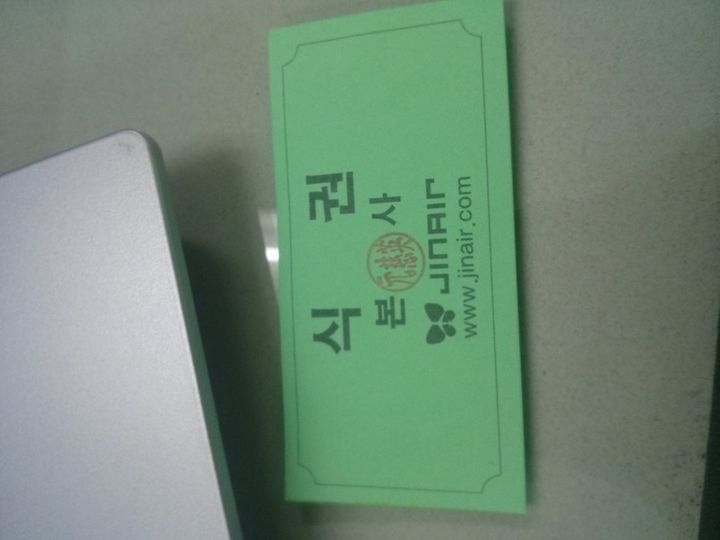 식 권
본 사
JINAIR
www.jinair.com